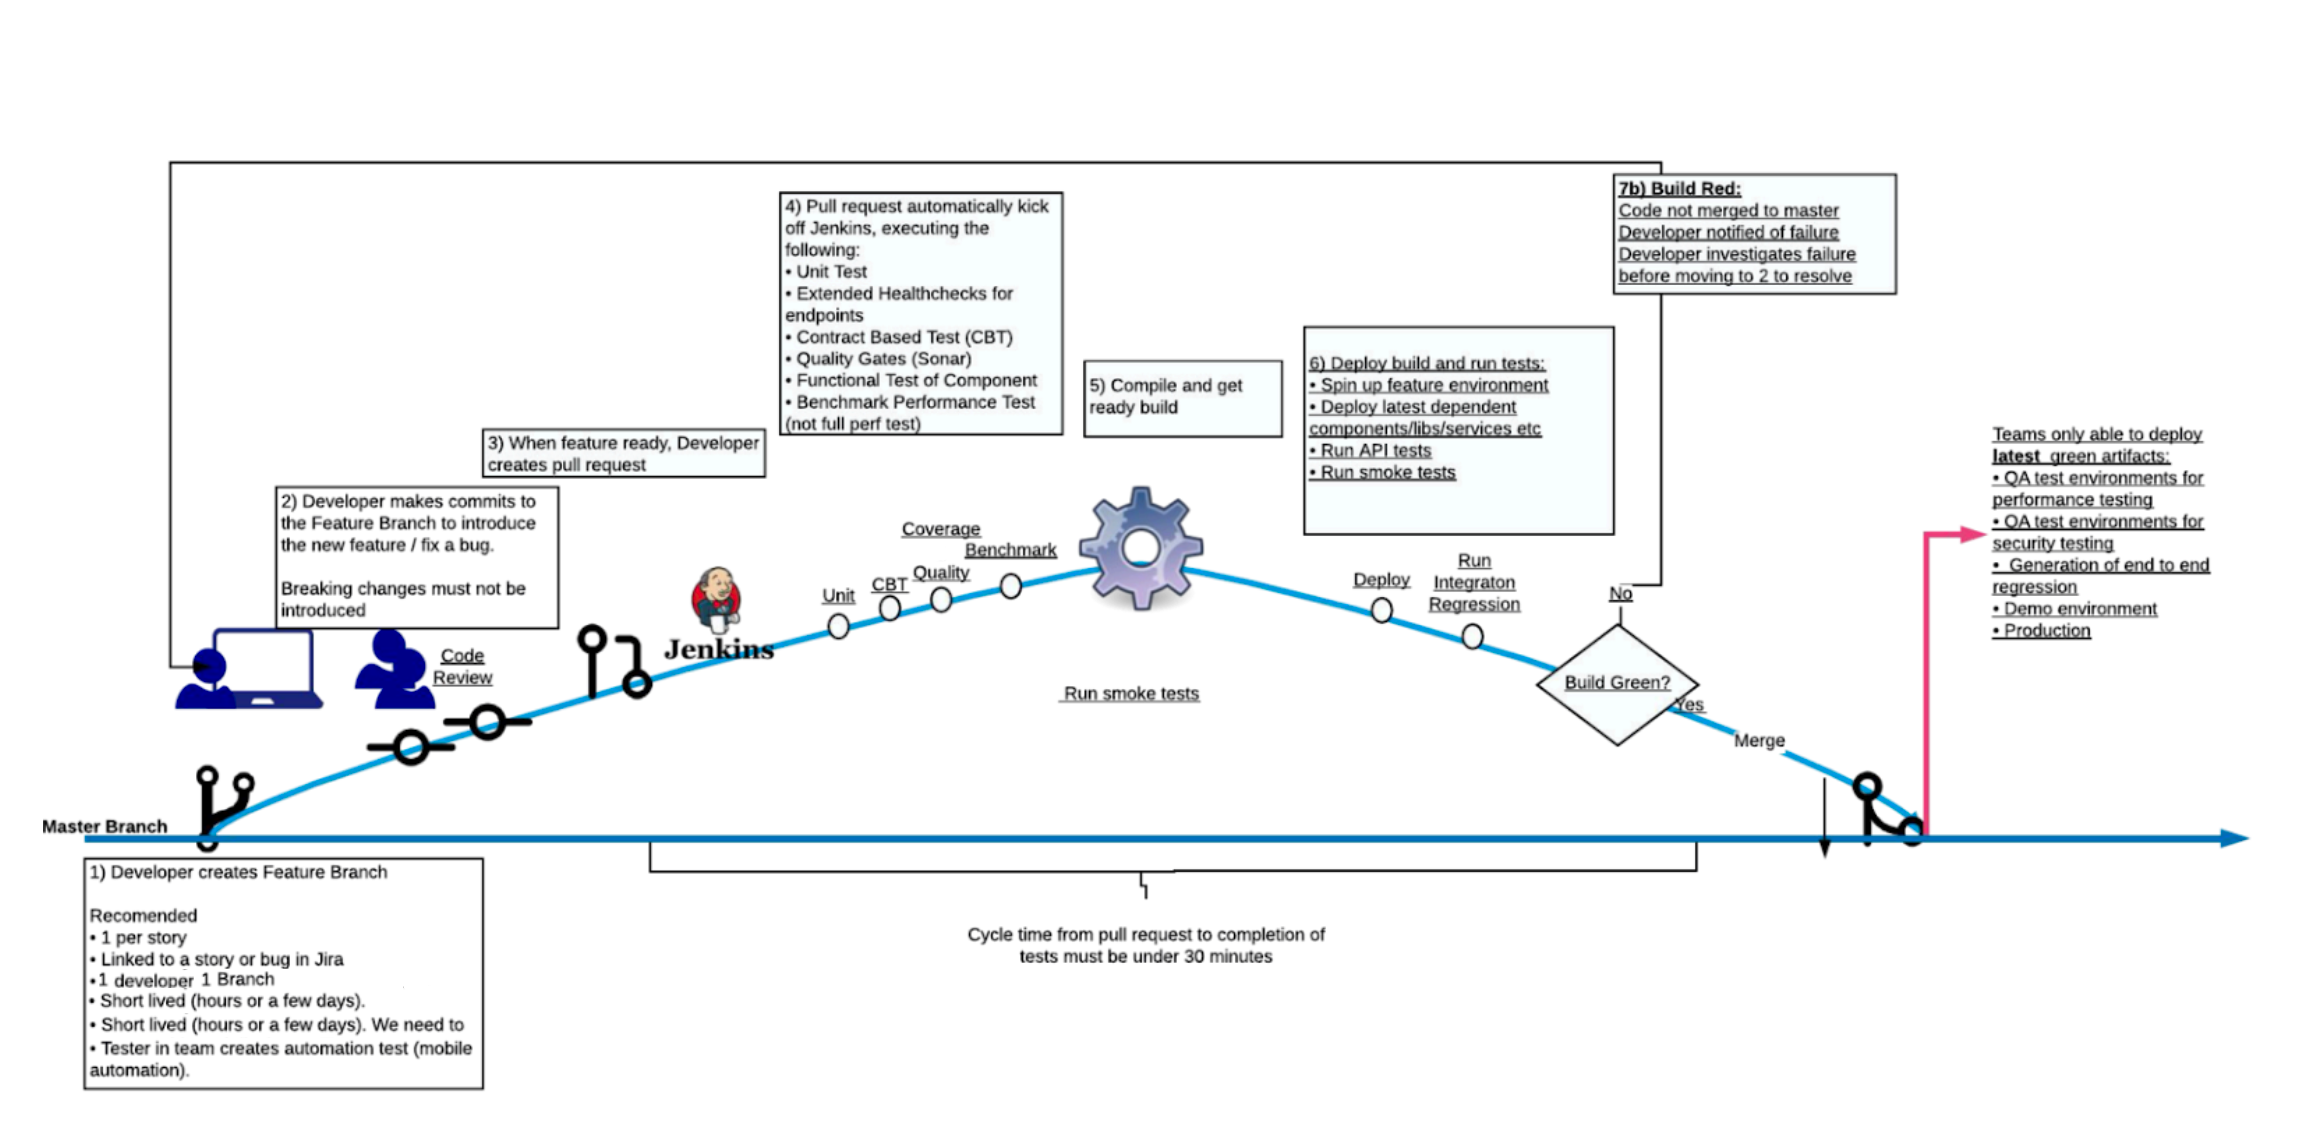 7b) Build Red:
Code not merged to master
Developer notified of failure
Developer investigates failure
before moving to 2 to resolve
4) Pull request automatically kick
off Jenkins, executing the
following:
• Unit Test
• Extended Healthchecks for
endpoints
• Contract Based Test (CBT)
• Quality Gates (Sonar)
• Functional Test of Component
• Benchmark Performance Test
(not full perf test)
5) Compile and get
ready build
6) Deploy build and run tests:
• Spin up feature environment
• Deploy latest dependent
components/libs/services etc
• Run API tests
• Run smoke tests
3) When feature ready, Developer
creates pull request
2) Developer makes commits to
the Feature Branch to introduce
the new feature / fix a bug.
Breaking changes must not be
introduced
Teams only able to deploy
latest green artifacts:
• QA test environments for
performance testing
• QA test environments for
security testing
• Generation of end to end
regression
• Demo environment
• Production
Code
Review
Jenkins
Unit
CBT
Quality
Coverage
Benchmark
Run smoke tests
Deploy
Run
Integraton
Regression
No
Build Green?
Yes
Merge
Master Branch
1) Developer creates Feature Branch
Recomended
• 1 per story
• Linked to a story or bug in Jira
•1 developer 1 Branch
• Short lived (hours or a few days).
• Short lived (hours or a few days). We need to
• Tester in team creates automation test (mobile
automation).
Cycle time from pull request to completion of
tests must be under 30 minutes